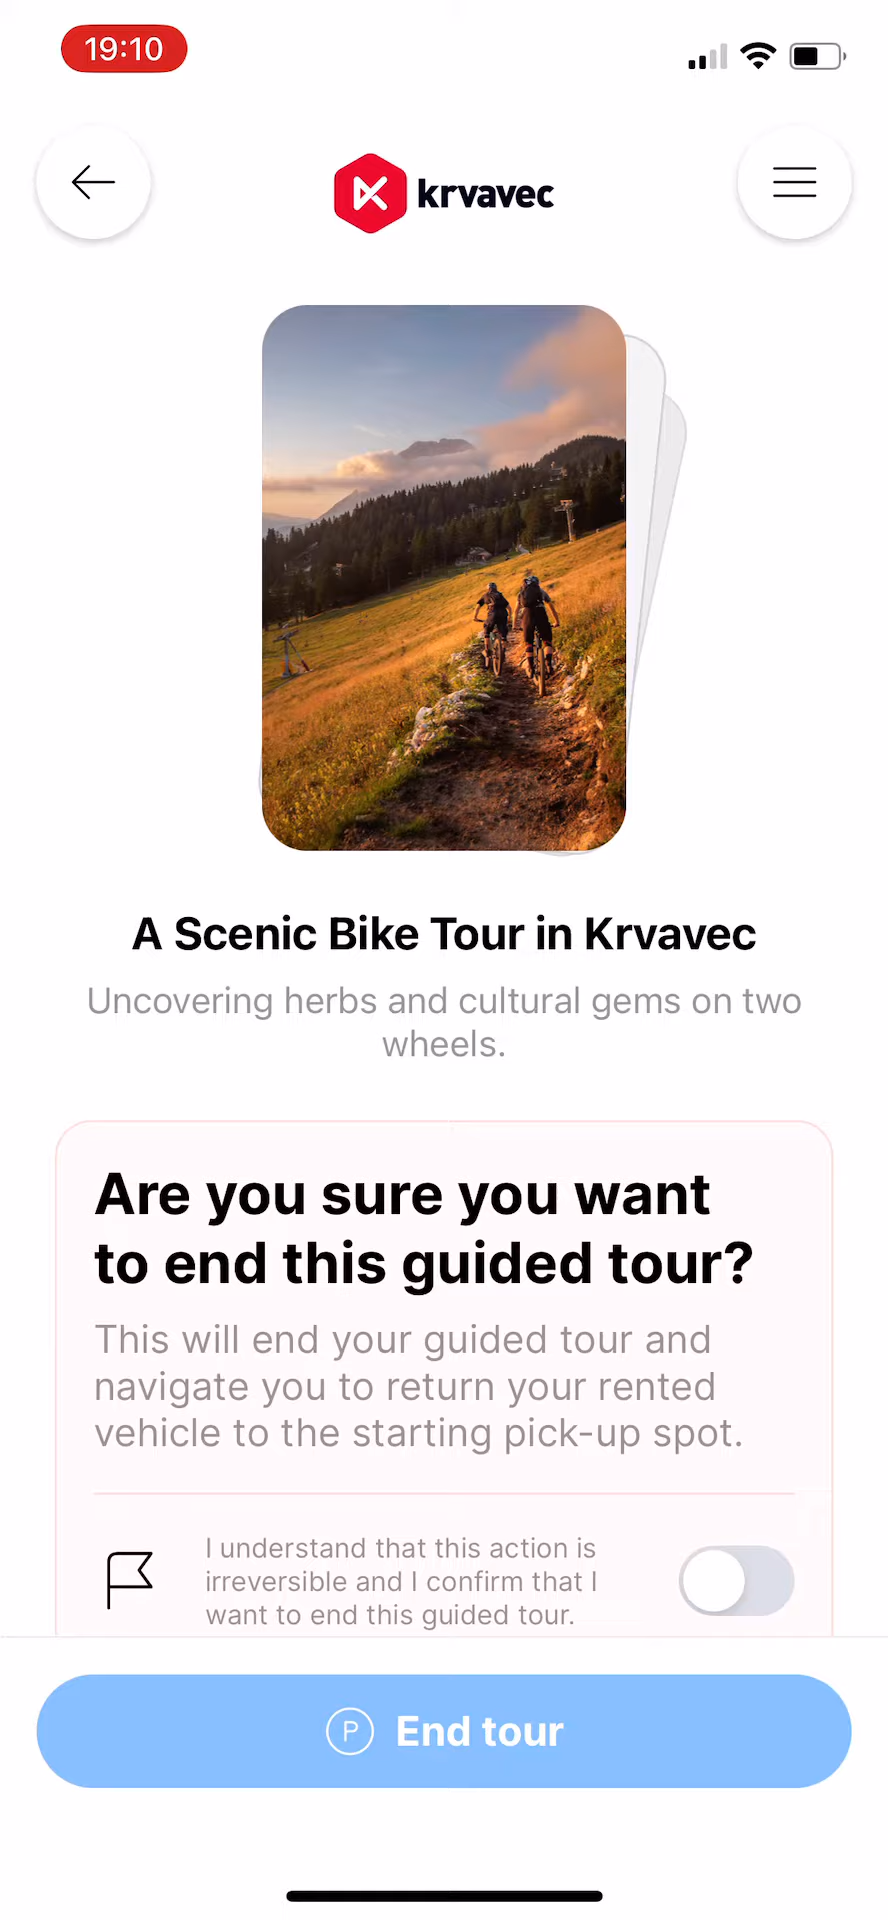 19:10
krvavec
A Scenic Bike Tour in Krvavec
Uncovering herbs and cultural gems on two
wheels.
Are you sure you want
to end this guided tour?
This will end your guided tour and
navigate you to return your rented
vehicle to the starting pick-up spot.
I understand that this action is
irreversible and I confirm that I
want to end this guided tour.
P End tour